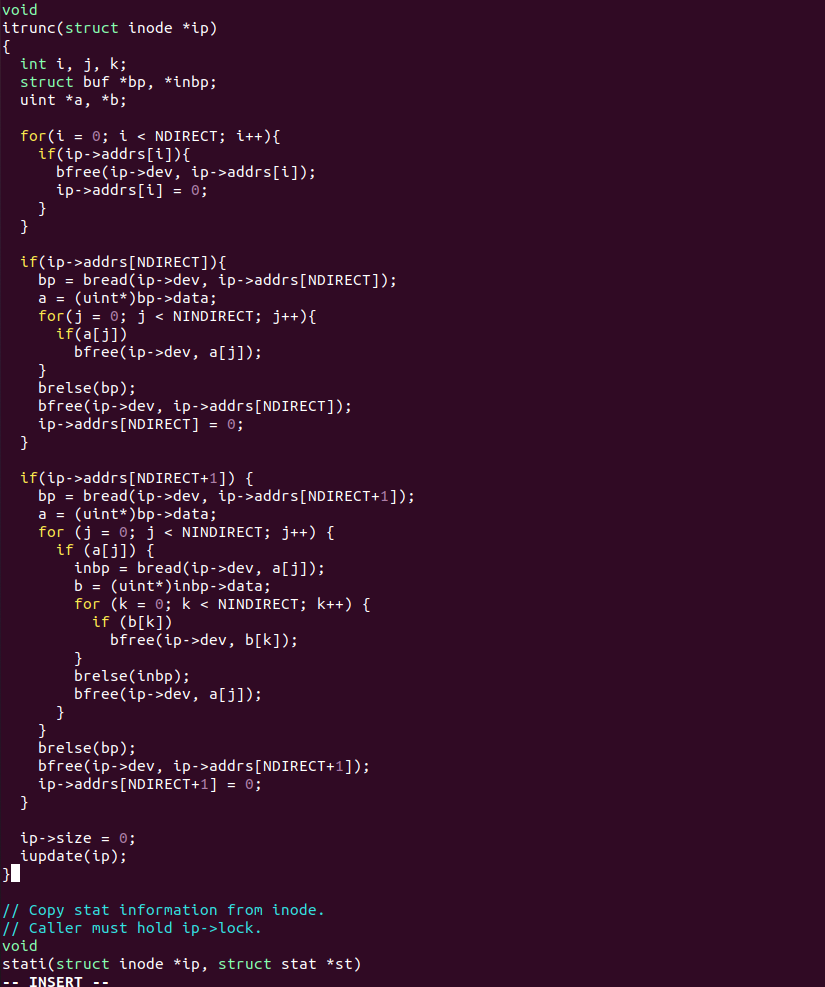 void
itrunc(struct inode *ip)
{
  int i, j, k;
  struct buf *bp, *inbp;
  uint *a, *b;

  for(i = 0; i < NDIRECT; i++){
    if(ip->addrs[i]){
      bfree(ip->dev, ip->addrs[i]);
      ip->addrs[i] = 0;
    }
  }

  if(ip->addrs[NDIRECT]){
    bp = bread(ip->dev, ip->addrs[NDIRECT]);
    a = (uint*)bp->data;
    for(j = 0; j < NINDIRECT; j++){
      if(a[j])
        bfree(ip->dev, a[j]);
    }
    brelse(bp);
    bfree(ip->dev, ip->addrs[NDIRECT]);
    ip->addrs[NDIRECT] = 0;
  }

  if(ip->addrs[NDIRECT+1]) {
    bp = bread(ip->dev, ip->addrs[NDIRECT+1]);
    a = (uint*)bp->data;
    for (j = 0; j < NINDIRECT; j++) {
      if (a[j]) {
        inbp = bread(ip->dev, a[j]);
        b = (uint*)inbp->data;
        for (k = 0; k < NINDIRECT; k++) {
          if (b[k])
            bfree(ip->dev, b[k]);
        }
        brelse(inbp);
        bfree(ip->dev, a[j]);
      }
    }
    brelse(bp);
    bfree(ip->dev, ip->addrs[NDIRECT+1]);
    ip->addrs[NDIRECT+1] = 0;
  }

  ip->size = 0;
  iupdate(ip);
}

// Copy stat information from inode.
// Caller must hold ip->lock.
void
stati(struct inode *ip, struct stat *st)
-- INSERT --